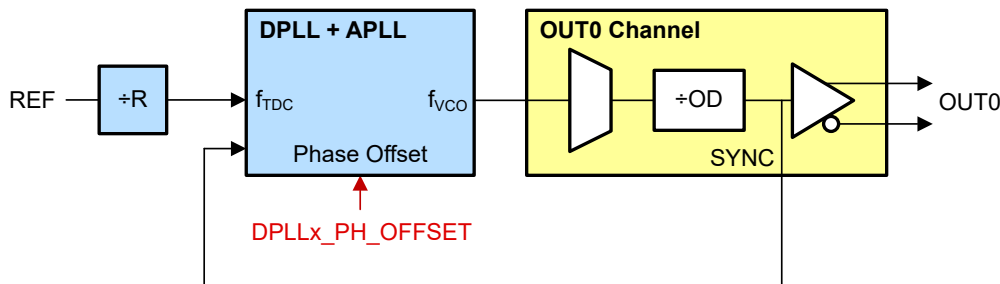 DPLL + APLL
OUT0 Channel
REF
÷R
fTDC
fVCO
÷OD
OUT0
Phase Offset
SYNC
DPLLx_PH_OFFSET